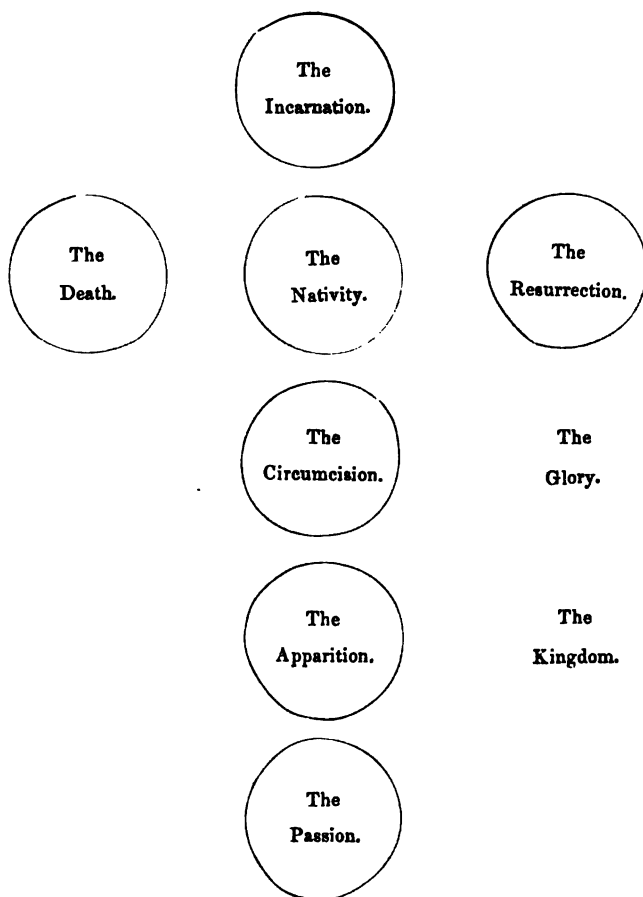 The
Incarnation.
The
Death.
The
Nativity.
The
Resurrection.
The
Circumcision.
The
Glory.
The
Apparition.
The
Kingdom.
The
Passion.